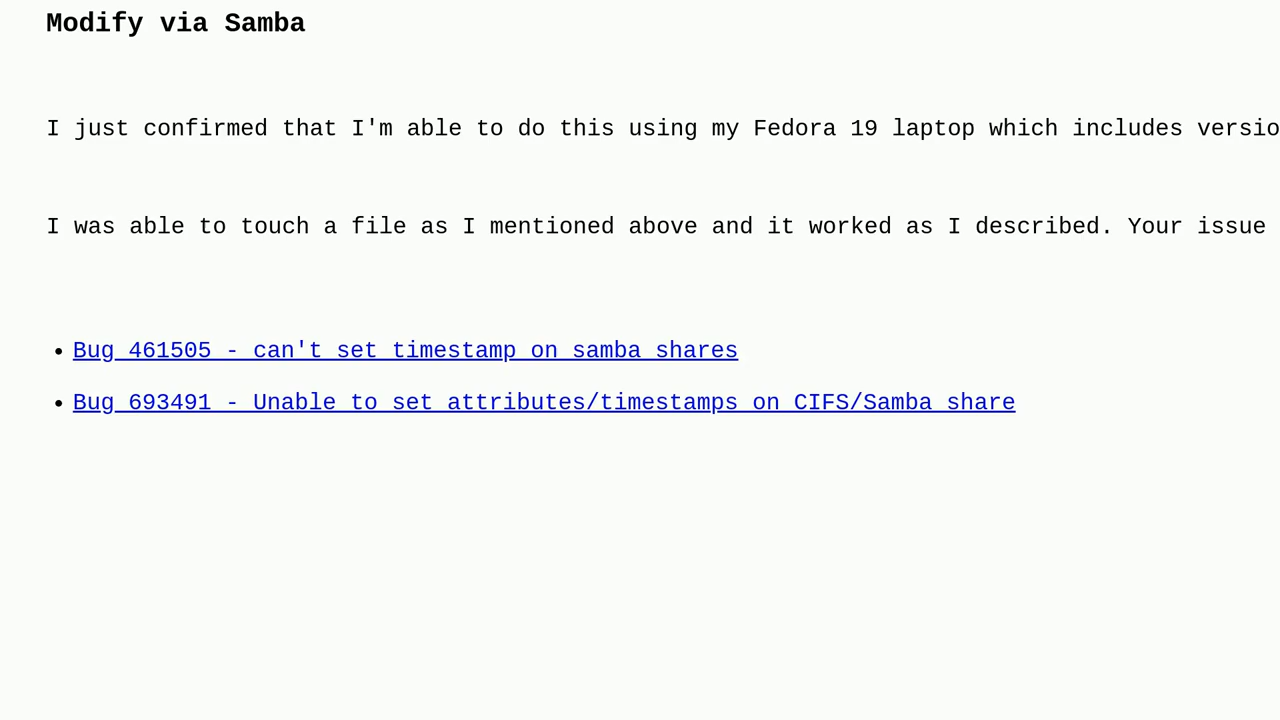 Modify via Samba
I just confirmed that I'm able to do this using my Fedora 19 laptop which includes versio
I was able to touch a file as I mentioned above and it worked as I described. Your issue
• Bug 461505 - can't set timestamp on samba shares
• Bug 693491 - Unable to set attributes/timestamps on CIFS/Samba share